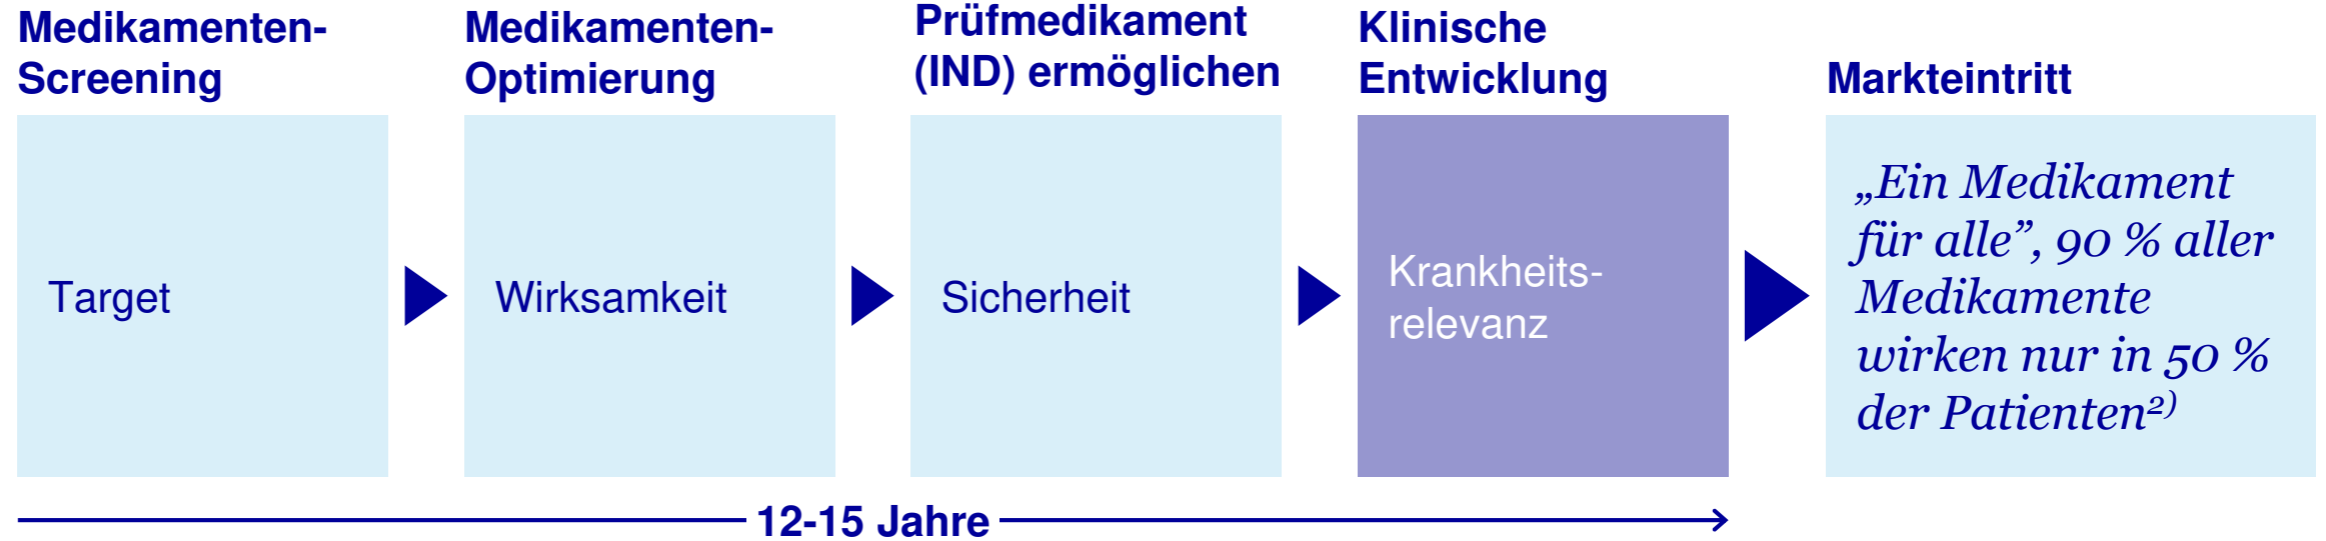 Medikamenten-
Screening
Medikamenten-
Optimierung
Prüfmedikament
(IND) ermöglichen
Klinische
Entwicklung
Markteintritt
Target
Wirksamkeit
Sicherheit
Krankheits-
relevanz
„Ein Medikament
für alle”, 90 % aller
Medikamente
wirken nur in 50 %
der Patienten²⁾
12-15 Jahre